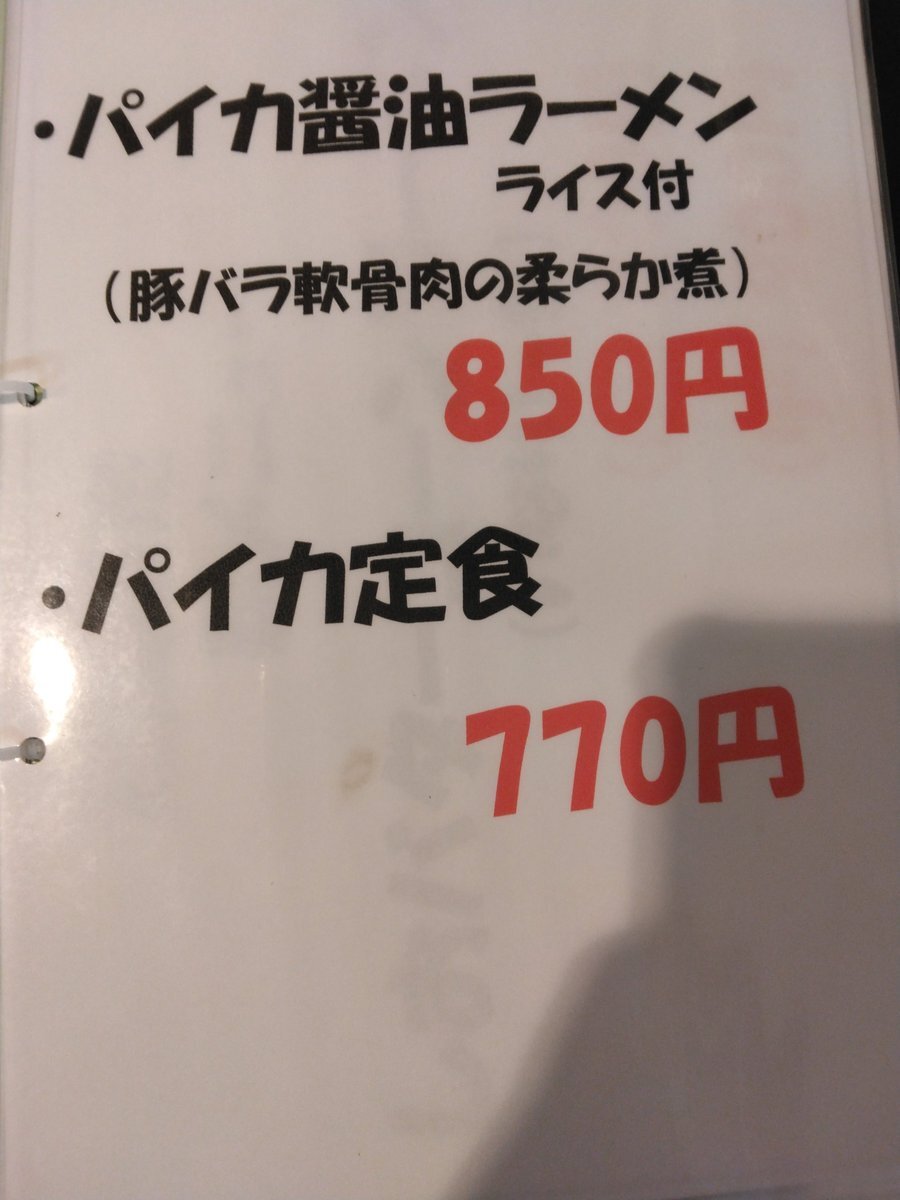 ・パイカ醤油ラーメン
ライス付
（豚バラ軟骨肉の柔らか煮）
850円
・パイカ定食
770円